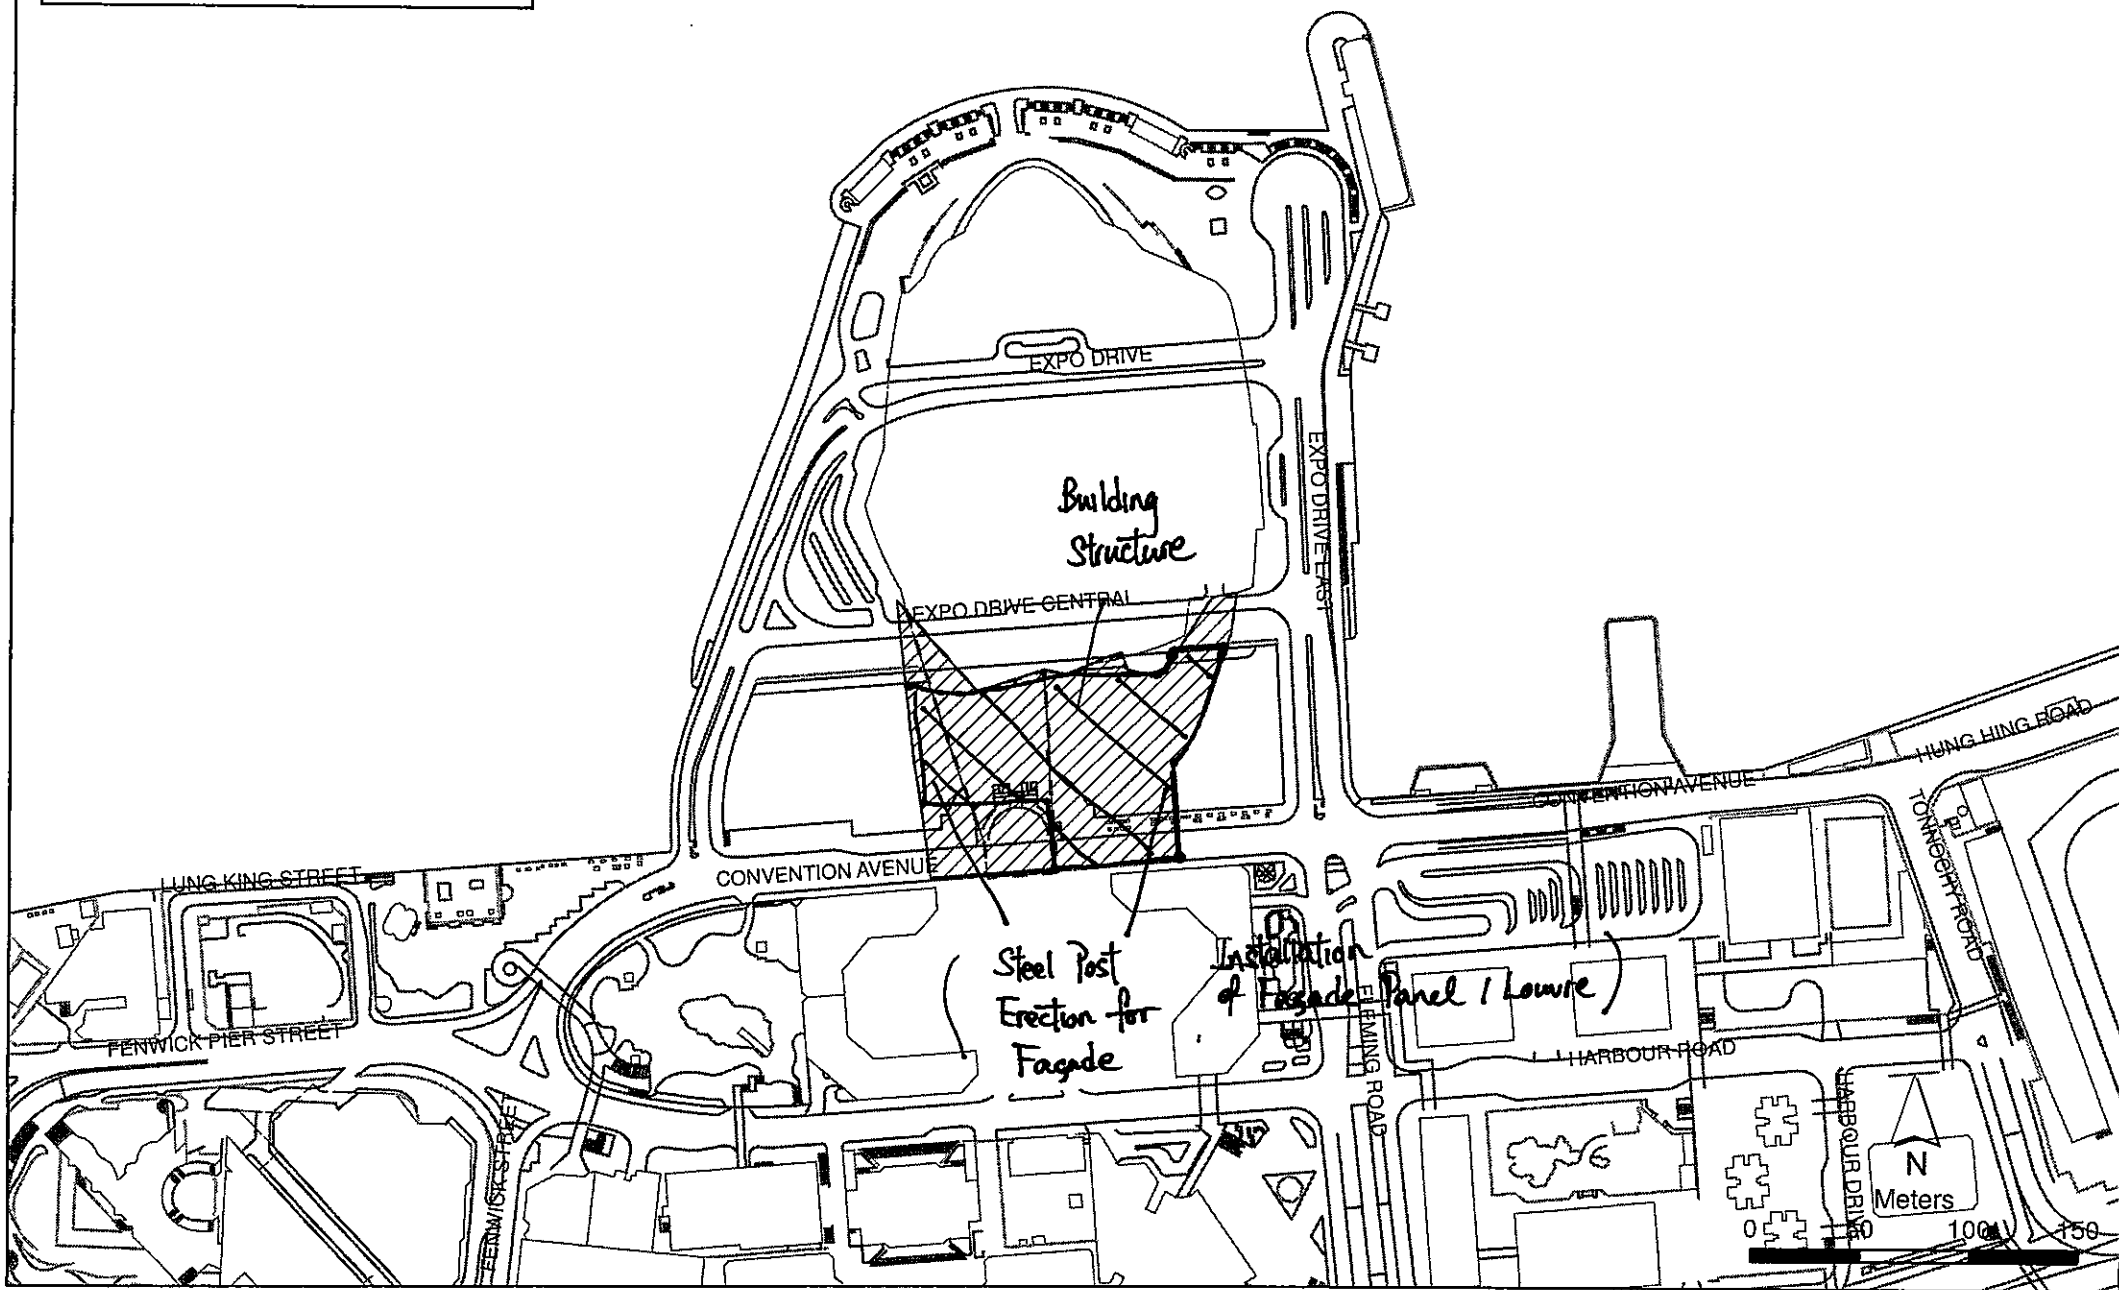 EXPO DRIVE
EXPO DRIVE EAST
Building
Structure
EXPO DRIVE CENTRAL
HUNG HING ROAD
CONVENTION AVENUE
TONNOCHY ROAD
LUNG KING STREET
CONVENTION AVENUE
Steel Post
Erection for
Façade
Installation
of Façade Panel / Louvre
FENWICK PIER STREET
FLEMING ROAD
HARBOUR ROAD
FENWICK STREET
HARBOUR DRIVE
N
Meters
0 50 100 150